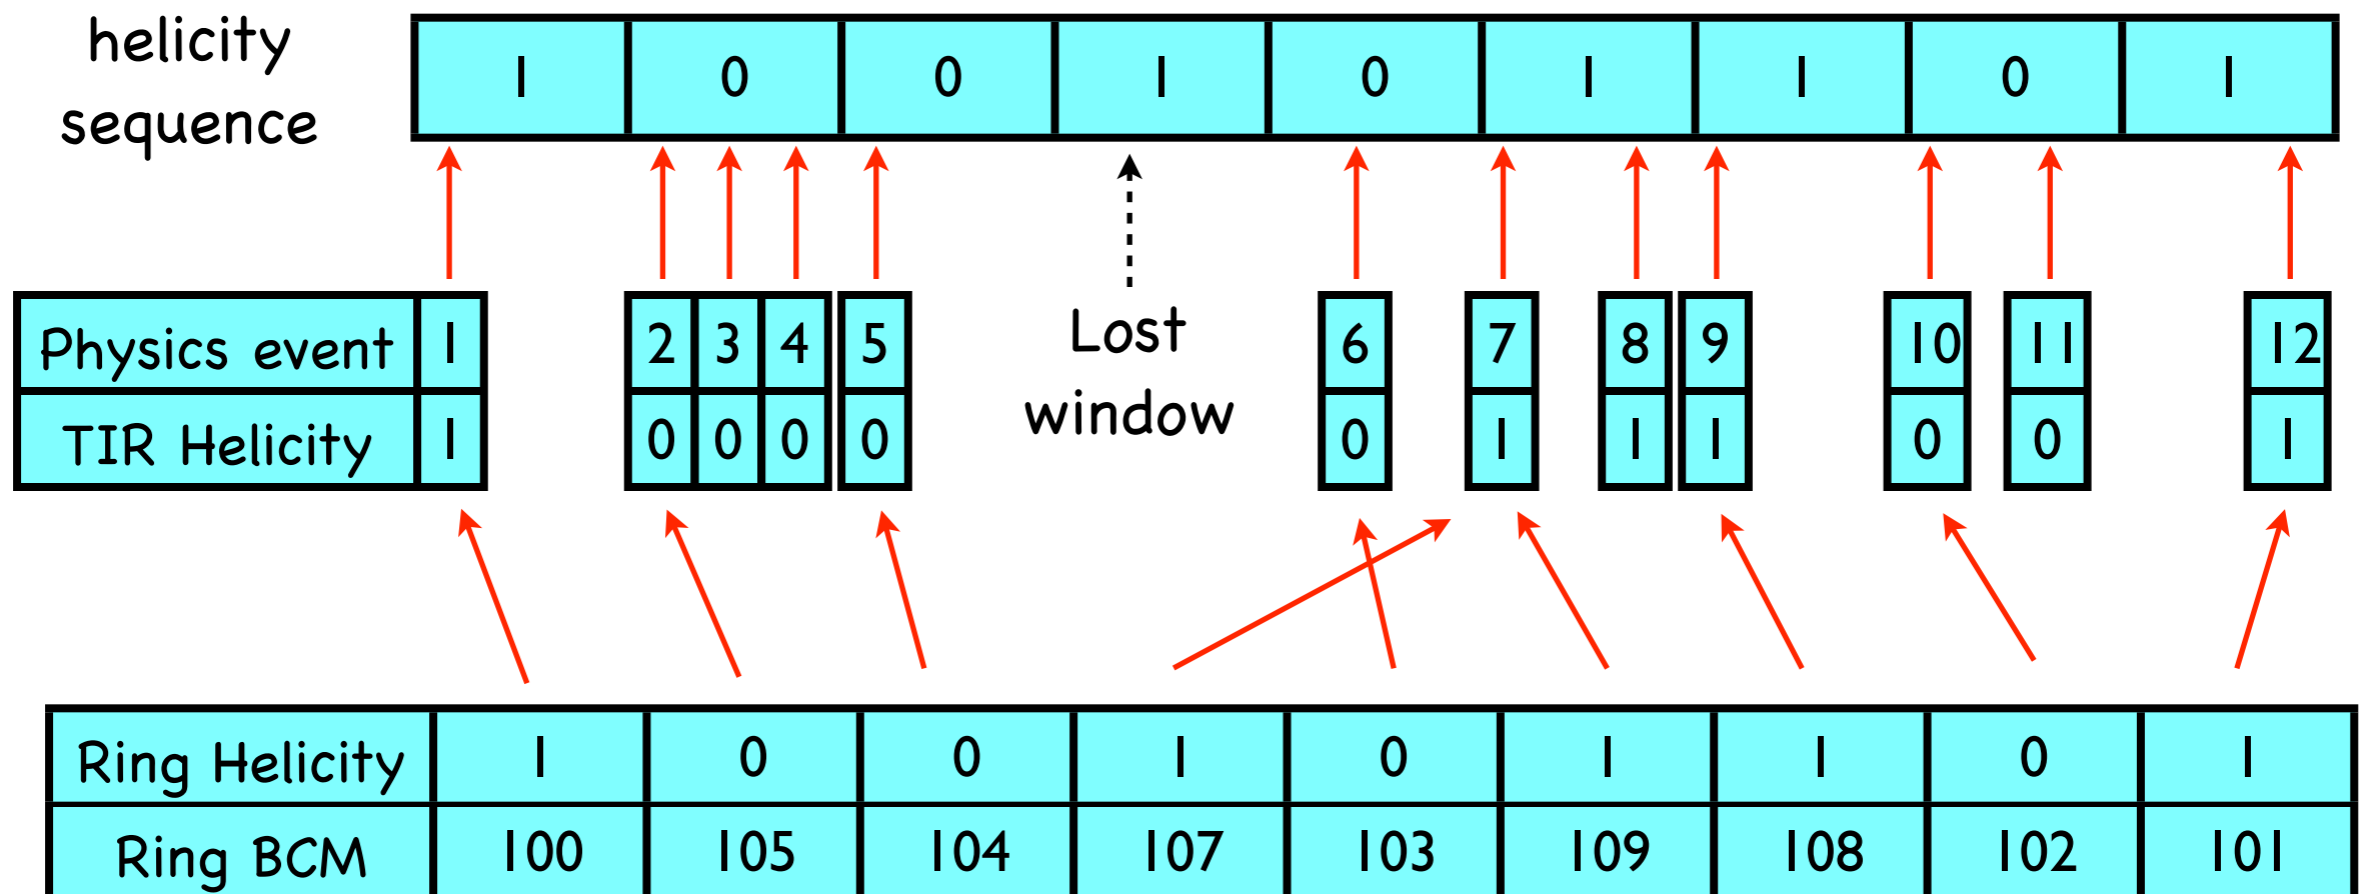 helicity
sequence
1 0 0 1 0 1 1 0 1
Physics event 1 2 3 4 5 6 7 8 9 10 11 12
TIR Helicity 1 0 0 0 0 0 1 1 1 0 0 1
Lost
window
Ring Helicity 1 0 0 1 0 1 1 0 1
Ring BCM 100 105 104 107 103 109 108 102 101